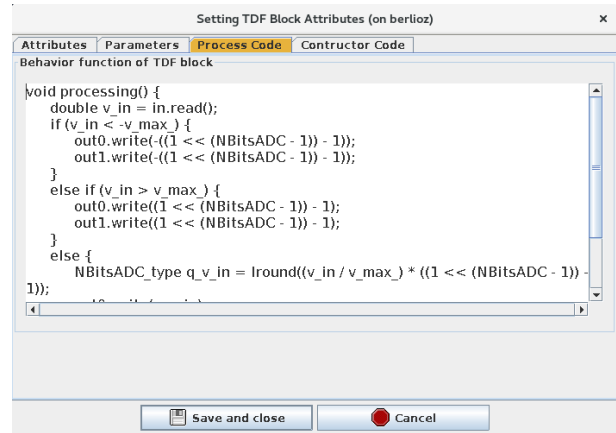 Setting TDF Block Attributes (on berlioz)
Attributes Parameters Process Code Contructor Code
Behavior function of TDF block
void processing() {
double v_in = in.read();
if (v_in < -v_max_) {
out0.write(-((1 << (NBitsADC - 1)) - 1));
out1.write(-((1 << (NBitsADC - 1)) - 1));
}
else if (v_in > v_max_) {
out0.write((1 << (NBitsADC - 1)) - 1);
out1.write((1 << (NBitsADC - 1)) - 1);
}
else {
NBitsADC_type q_v_in = lround((v_in / v_max_) * ((1 << (NBitsADC - 1)) -
1));
Save and close Cancel